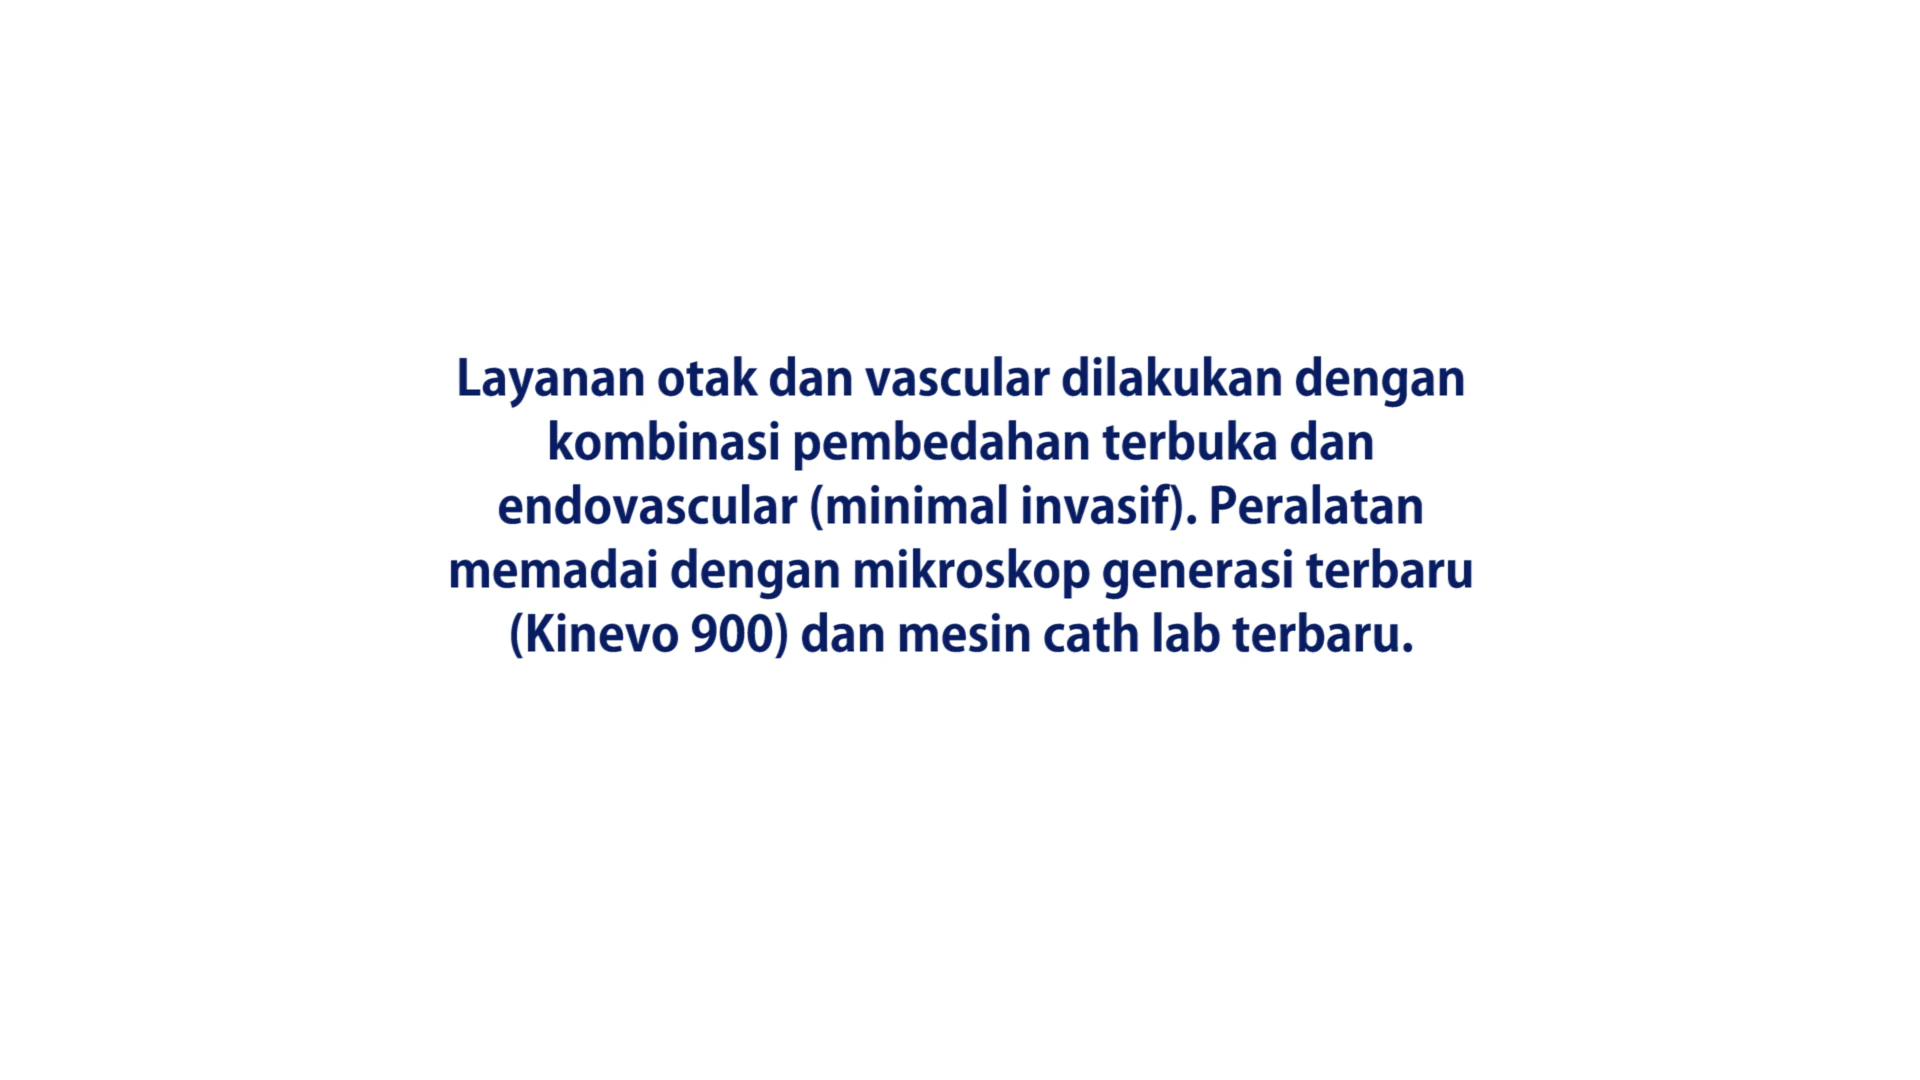 Layanan otak dan vascular dilakukan dengan
kombinasi pembedahan terbuka dan
endovascular (minimal invasif). Peralatan
memadai dengan mikroskop generasi terbaru
(Kinevo 900) dan mesin cath lab terbaru.